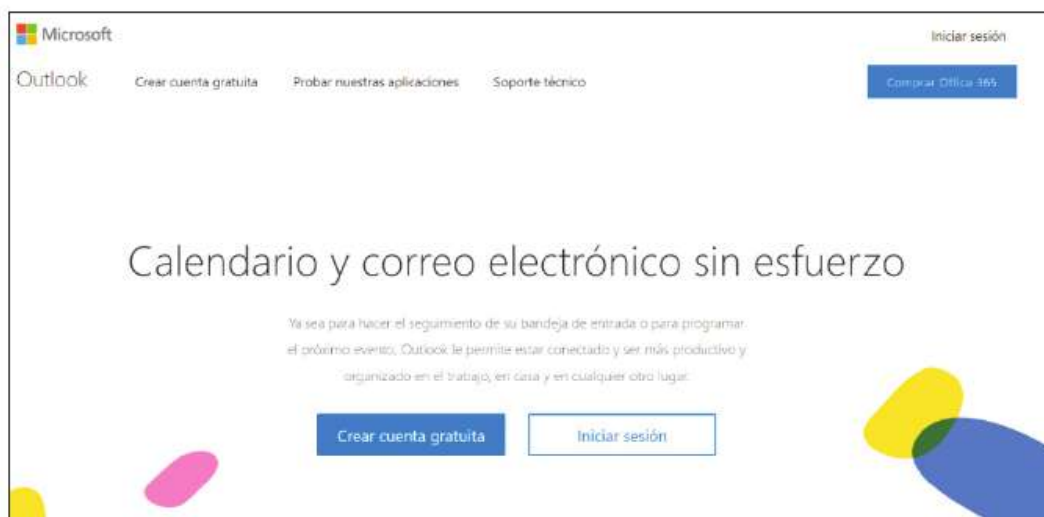 Microsoft
Iniciar sesión
Outlook
Crear cuenta gratuita
Probar nuestras aplicaciones
Soporte técnico
Comprar Office 365
Calendario y correo electrónico sin esfuerzo
Ya sea para hacer el seguimiento de su bandeja de entrada o para programar
el próximo evento, Outlook le permite estar conectado y ser más productivo y
organizado en el trabajo, en casa y en cualquier otro lugar.
Crear cuenta gratuita
Iniciar sesión